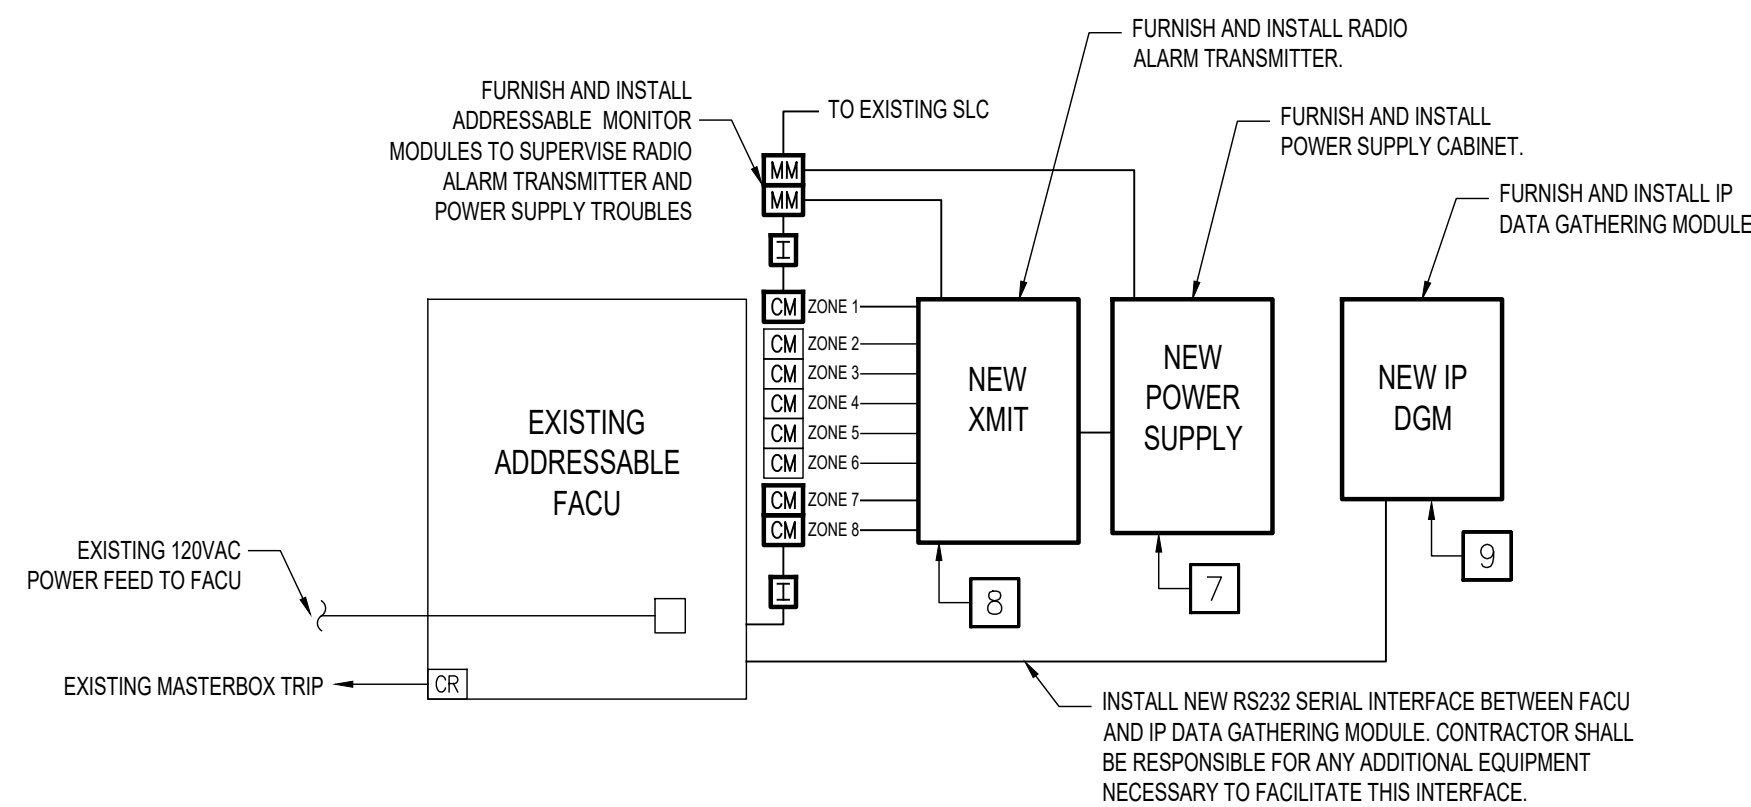 FURNISH AND INSTALL RADIO
ALARM TRANSMITTER.
FURNISH AND INSTALL
ADDRESSABLE MONITOR
MODULES TO SUPERVISE RADIO
ALARM TRANSMITTER AND
POWER SUPPLY TROUBLES
TO EXISTING SLC
FURNISH AND INSTALL
POWER SUPPLY CABINET.
FURNISH AND INSTALL IP
DATA GATHERING MODULE
MM
MM
I
CM ZONE 1
CM ZONE 2
CM ZONE 3
CM ZONE 4
CM ZONE 5
CM ZONE 6
CM ZONE 7
CM ZONE 8
I
EXISTING
ADDRESSABLE
FACU
NEW
XMIT
NEW
POWER
SUPPLY
NEW IP
DGM
8
7
9
EXISTING 120VAC
POWER FEED TO FACU
EXISTING MASTERBOX TRIP
CR
INSTALL NEW RS232 SERIAL INTERFACE BETWEEN FACU
AND IP DATA GATHERING MODULE. CONTRACTOR SHALL
BE RESPONSIBLE FOR ANY ADDITIONAL EQUIPMENT
NECESSARY TO FACILITATE THIS INTERFACE.